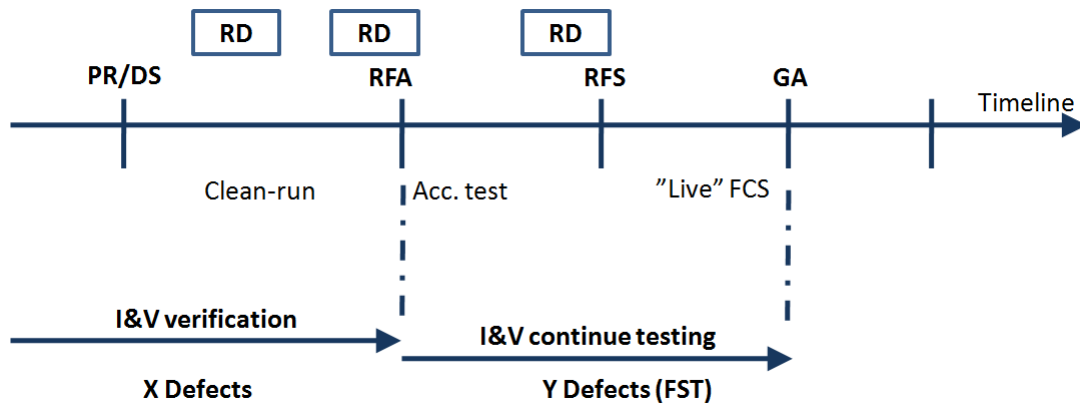 RD RD RD
PR/DS RFA RFS GA
Timeline
Clean-run Acc. test ”Live” FCS
I&V verification
I&V continue testing
X Defects Y Defects (FST)